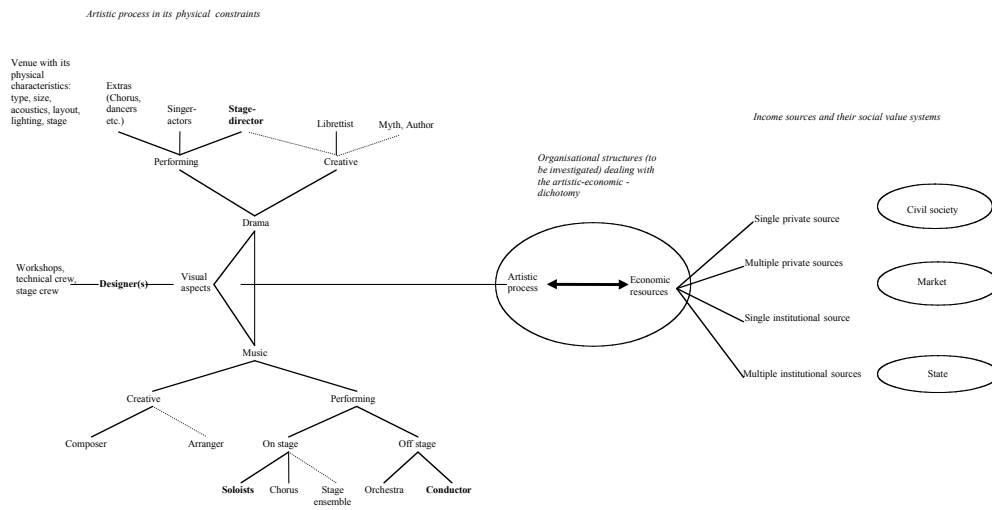 Artistic process in its physical constraints
Venue with its
physical
characteristics:
type, size,
acoustics, layout,
lighting, stage
Extras
(Chorus,
dancers
etc.)
Singer-
actors
Stage-
director
Librettist
Myth, Author
Performing
Creative
Drama
Workshops,
technical crew,
stage crew
Designer(s)
Visual
aspects
Music
Creative
Performing
Composer
Arranger
On stage
Off stage
Soloists
Chorus
Stage
ensemble
Orchestra
Conductor
Organisational structures (to
be investigated) dealing with
the artistic-economic -
dichotomy
Artistic
process
Economic
resources
Income sources and their social value systems
Single private source
Multiple private sources
Single institutional source
Multiple institutional sources
Civil society
Market
State